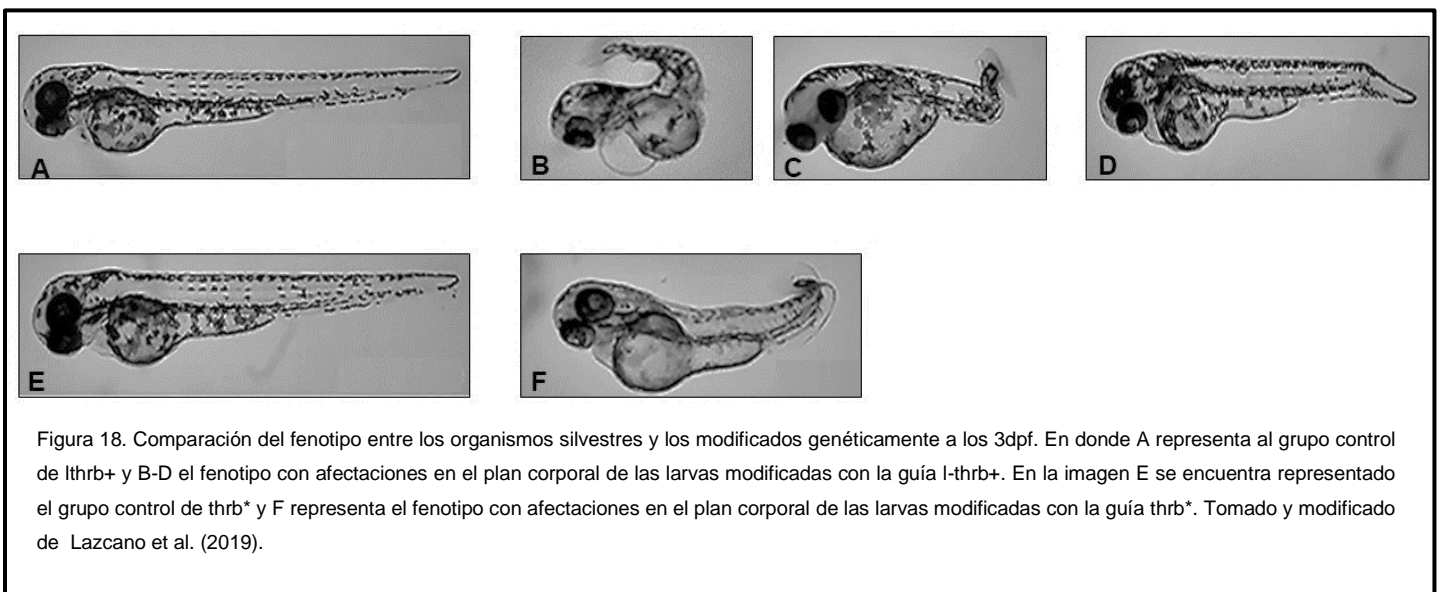 A
B
C
D
E
F
Figura 18. Comparación del fenotipo entre los organismos silvestres y los modificados genéticamente a los 3dpf. En donde A representa al grupo control
de lthrb+ y B-D el fenotipo con afectaciones en el plan corporal de las larvas modificadas con la guía l-thrb+. En la imagen E se encuentra representado
el grupo control de thrb* y F representa el fenotipo con afectaciones en el plan corporal de las larvas modificadas con la guía thrb*. Tomado y modificado
de Lazcano et al. (2019).